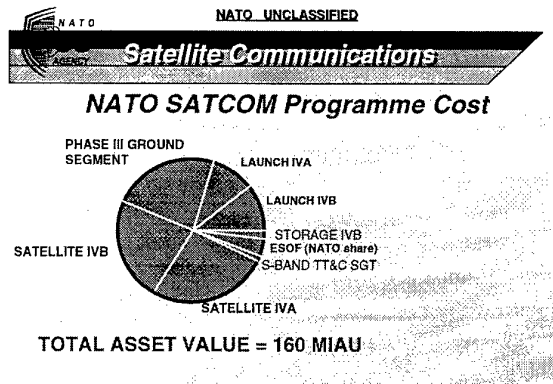 NATO UNCLASSIFIED
NATO
AGENCY
Satellite Communications
NATO SATCOM Programme Cost
PHASE III GROUND
SEGMENT
LAUNCH IVA
LAUNCH IVB
STORAGE IVB
ESOF (NATO share)
S-BAND TT&C SGT
SATELLITE IVB
SATELLITE IVA
TOTAL ASSET VALUE = 160 MIAU